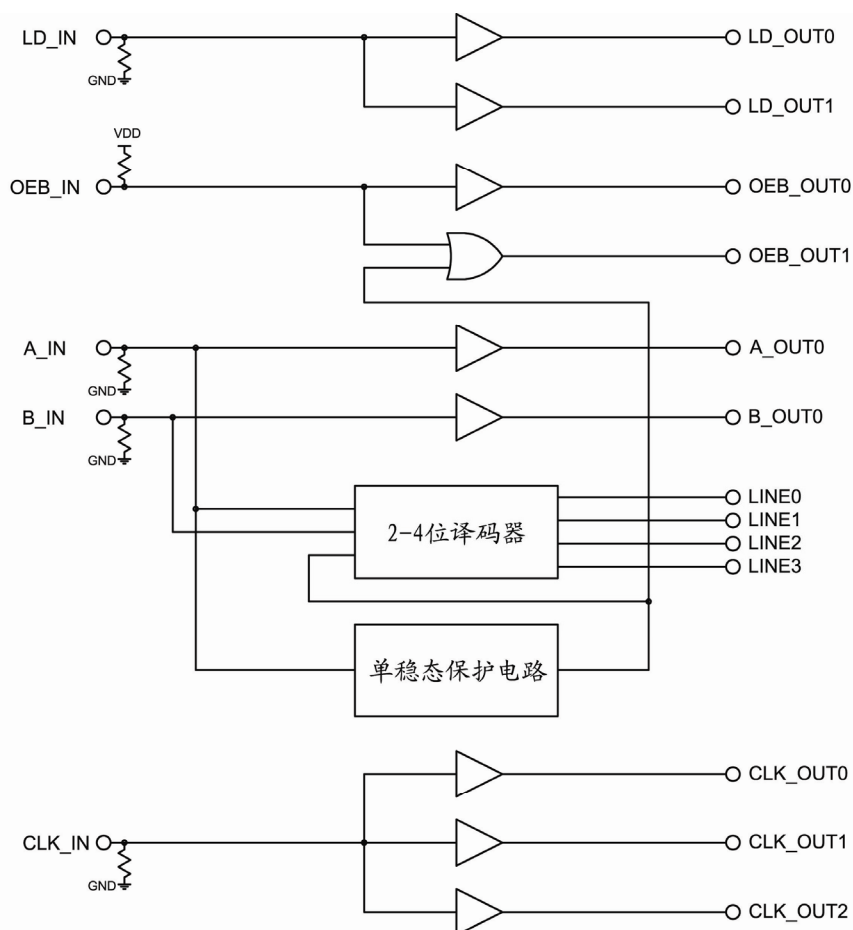 LD_IN
GND
LD_OUT0
LD_OUT1
VDD
OEB_IN
OEB_OUT0
OEB_OUT1
A_IN
GND
A_OUT0
B_IN
GND
B_OUT0
2-4位译码器
LINE0
LINE1
LINE2
LINE3
单稳态保护电路
CLK_OUT0
CLK_IN
GND
CLK_OUT1
CLK_OUT2